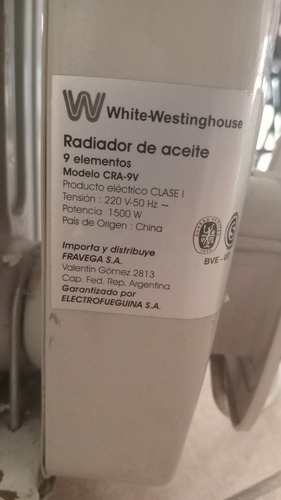 White-Westinghouse
Radiador de aceite
9 elementos
Modelo CRA-9V
Producto eléctrico CLASE I
Tensión : 220 V-50 Hz ~
Potencia 1500 W
País de Origen : China
Importa y distribuye
FRAVEGA S.A.
Valentín Gómez 2813
Cap. Fed. Rep. Argentina
Garantizado por
ELECTROFUEGUINA S.A.
BVE -